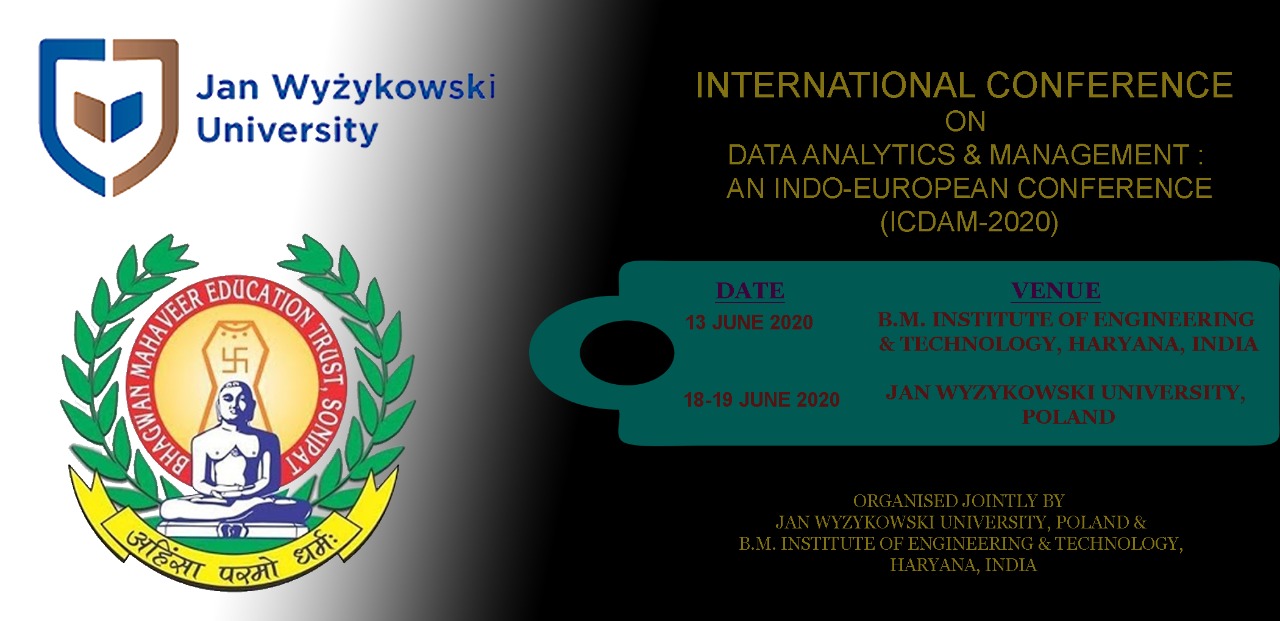 Jan Wyżykowski
University
BHAGWAN MAHAVEER EDUCATION TRUST, SONIPAT
अहिंसा परमो धर्मः
INTERNATIONAL CONFERENCE
ON
DATA ANALYTICS & MANAGEMENT :
AN INDO-EUROPEAN CONFERENCE
(ICDAM-2020)
DATE VENUE
13 JUNE 2020 B.M. INSTITUTE OF ENGINEERING
& TECHNOLOGY, HARYANA, INDIA
18-19 JUNE 2020 JAN WYZYKOWSKI UNIVERSITY,
POLAND
ORGANISED JOINTLY BY
JAN WYZYKOWSKI UNIVERSITY, POLAND &
B.M. INSTITUTE OF ENGINEERING & TECHNOLOGY,
HARYANA, INDIA